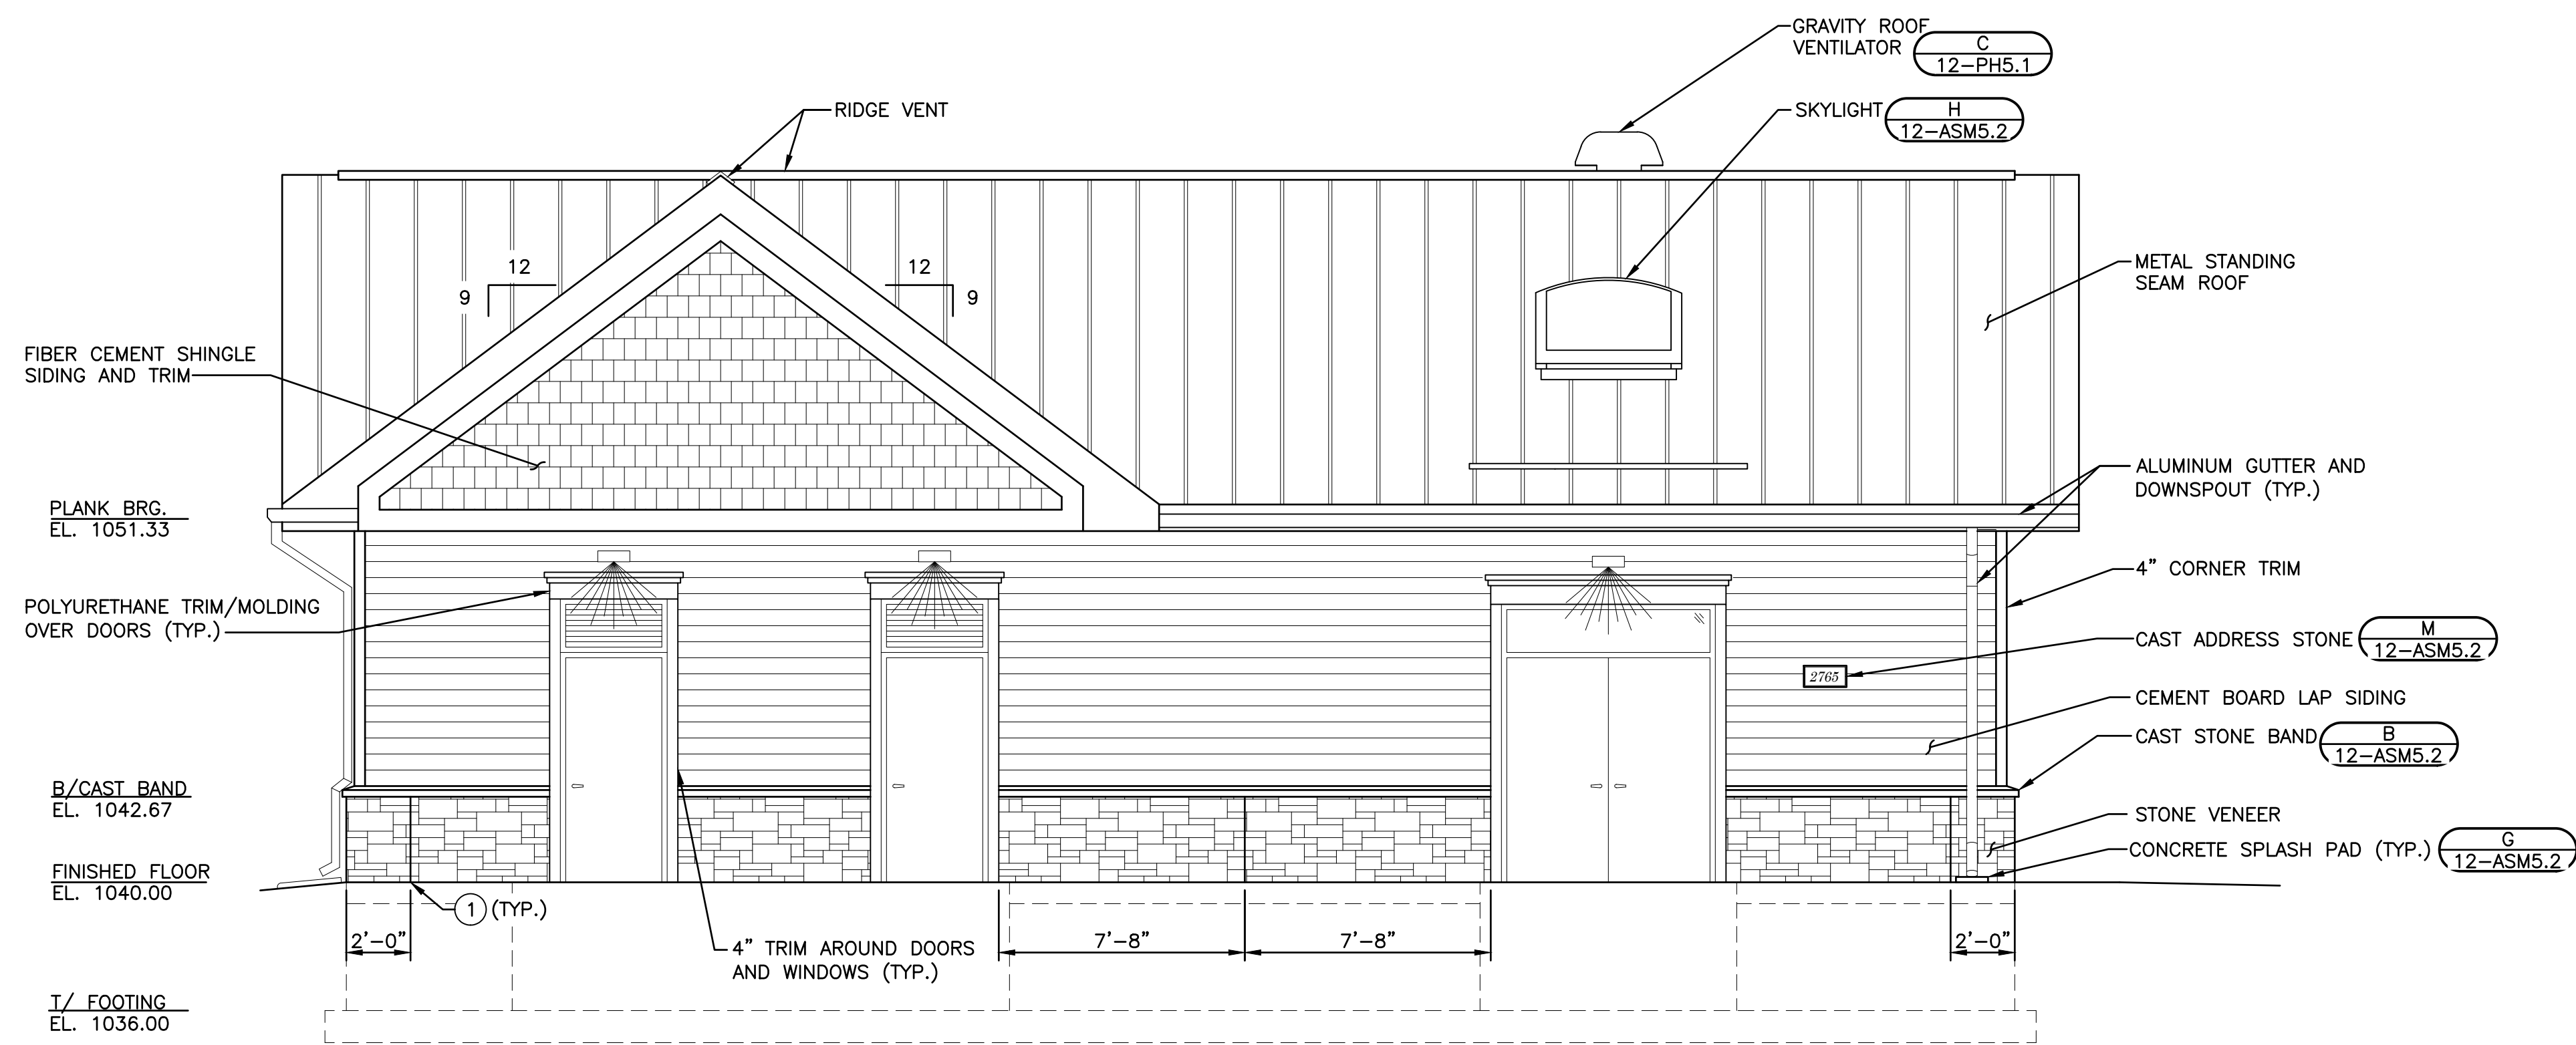 GRAVITY ROOF
VENTILATOR
C
12-PH5.1
RIDGE VENT
SKYLIGHT
H
12-ASM5.2
12
9
12
9
METAL STANDING
SEAM ROOF
FIBER CEMENT SHINGLE
SIDING AND TRIM
ALUMINUM GUTTER AND
DOWNSPOUT (TYP.)
PLANK BRG.
EL. 1051.33
4" CORNER TRIM
POLYURETHANE TRIM/MOLDING
OVER DOORS (TYP.)
CAST ADDRESS STONE
M
12-ASM5.2
2765
CEMENT BOARD LAP SIDING
CAST STONE BAND
B
12-ASM5.2
B/CAST BAND
EL. 1042.67
STONE VENEER
CONCRETE SPLASH PAD (TYP.)
G
12-ASM5.2
FINISHED FLOOR
EL. 1040.00
1 (TYP.)
2'-0"
7'-8"
7'-8"
2'-0"
4" TRIM AROUND DOORS
AND WINDOWS (TYP.)
T/ FOOTING
EL. 1036.00